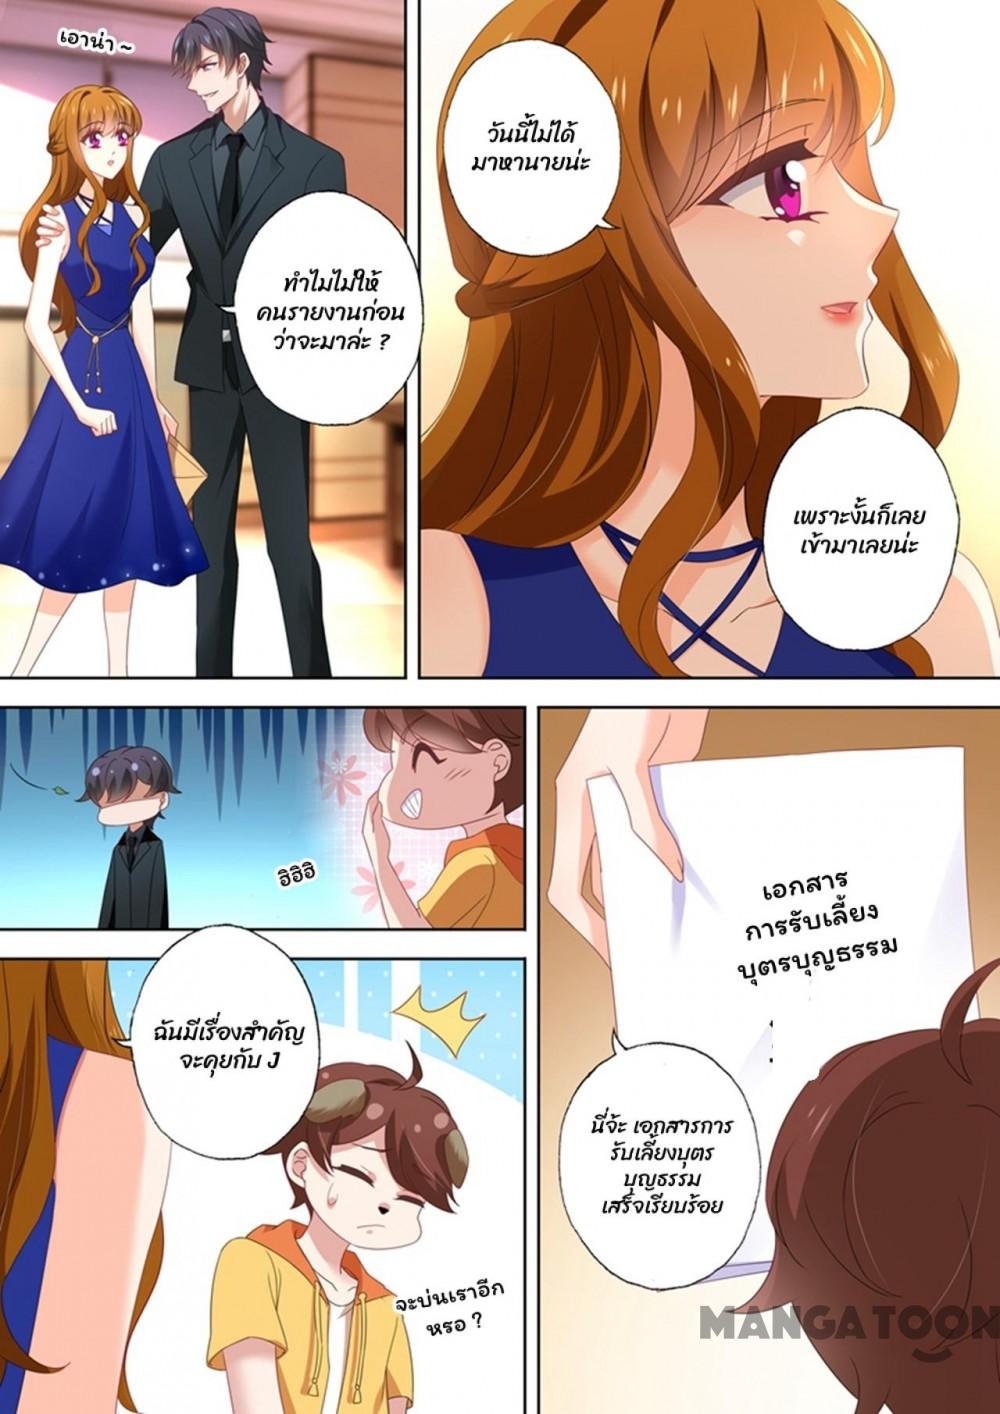 เอาน่า ~
ทำไมไม่ให้
คนรายงานก่อน
ว่าจะมาล่ะ ?
วันนี้ไม่ได้
มาหานายน่ะ
เพราะงั้นก็เลย
เข้ามาเลยน่ะ
ฮิฮิฮิ
เอกสาร
การรับเลี้ยง
บุตรบุญธรรม
ฉันมีเรื่องสำคัญ
จะคุยกับ J
จะบ่นเราอีก
หรอ ?
นี่จ้ะ เอกสารการ
รับเลี้ยงบุตร
บุญธรรม
เสร็จเรียบร้อย
MANGATOON